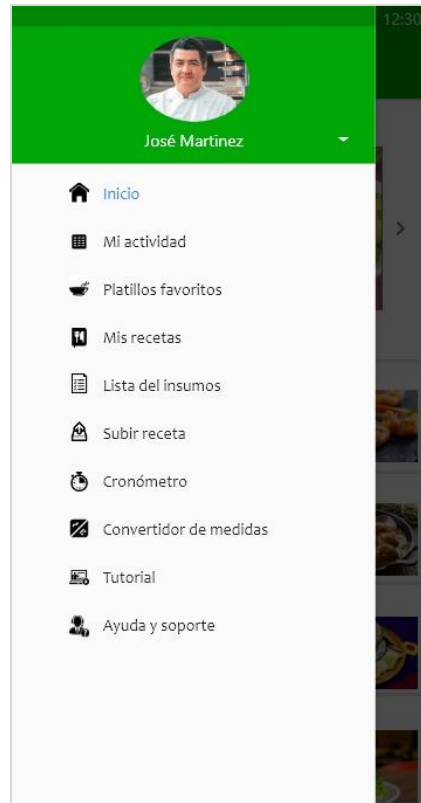 12:30
José Martinez
Inicio
Mi actividad
Platillos favoritos
Mis recetas
Lista del insumos
Subir receta
Cronómetro
Convertidor de medidas
Tutorial
Ayuda y soporte